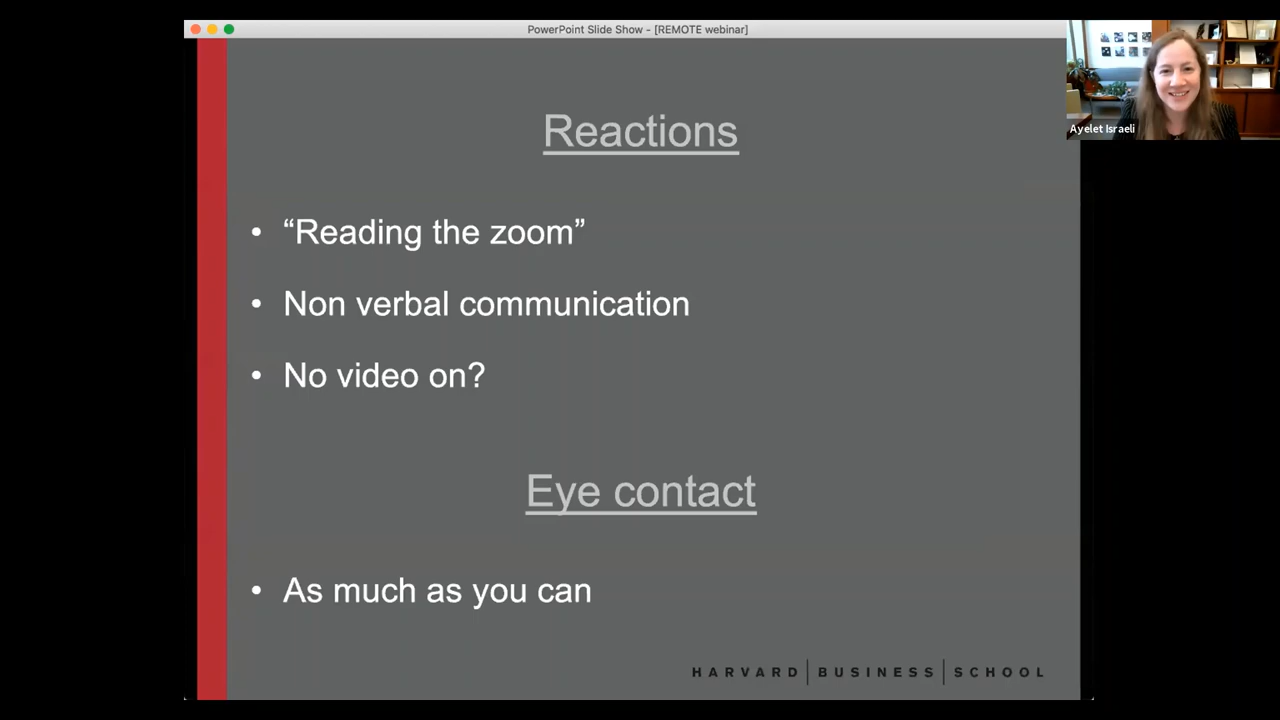 PowerPoint Slide Show - [REMOTE webinar]
Ayelet Israeli
Reactions
• “Reading the zoom”
• Non verbal communication
• No video on?
Eye contact
• As much as you can
HARVARD | BUSINESS | SCHOOL